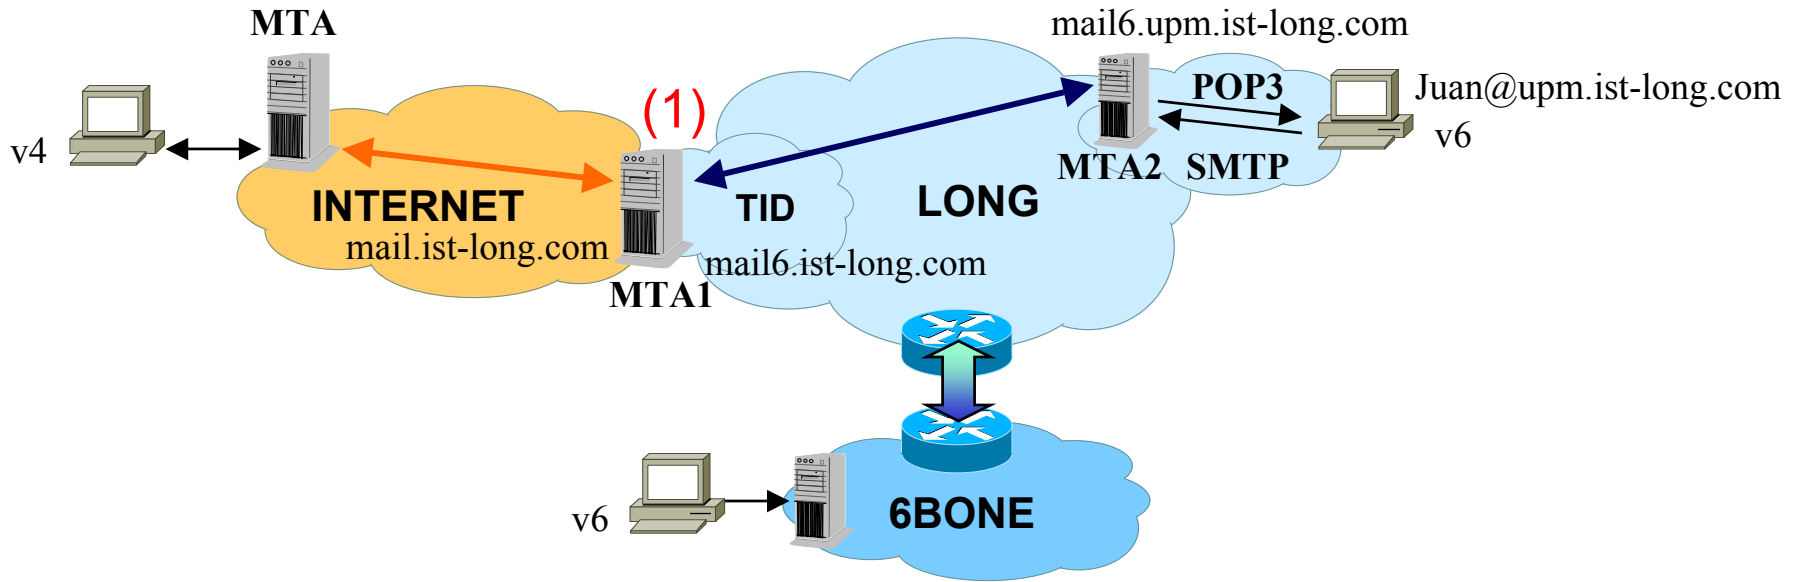 MTA
mail6.upm.ist-long.com
(1)
POP3
Juan@upm.ist-long.com
v4
v6
MTA2
SMTP
INTERNET
TID
LONG
mail.ist-long.com
mail6.ist-long.com
MTA1
6BONE
v6